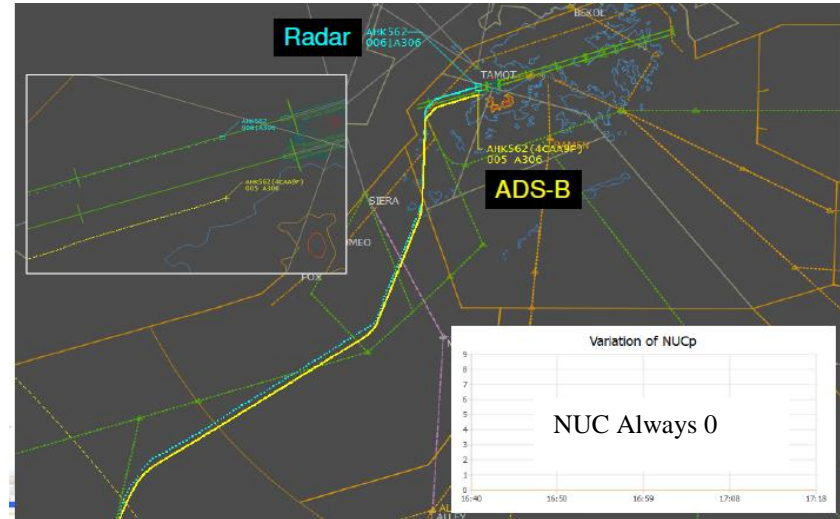 BEKOL
Radar
AHK562
006↓A306
TAMOT
AHK562
006↓A306
AHK562(4CAA9F)
005 A306
AHK562(4CAA9F)
005 A306
ADS-B
SIERA
FOX
Variation of NUCp
9
8
7
6
5
4
3
2
1
0
NUC Always 0
16:40
16:50
16:59
17:08
17:18